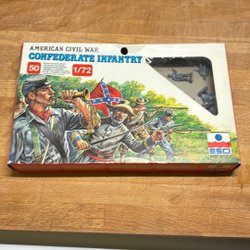 AMERICAN CIVIL WAR
CONFEDERATE INFANTRY
50
1/72
ESCI